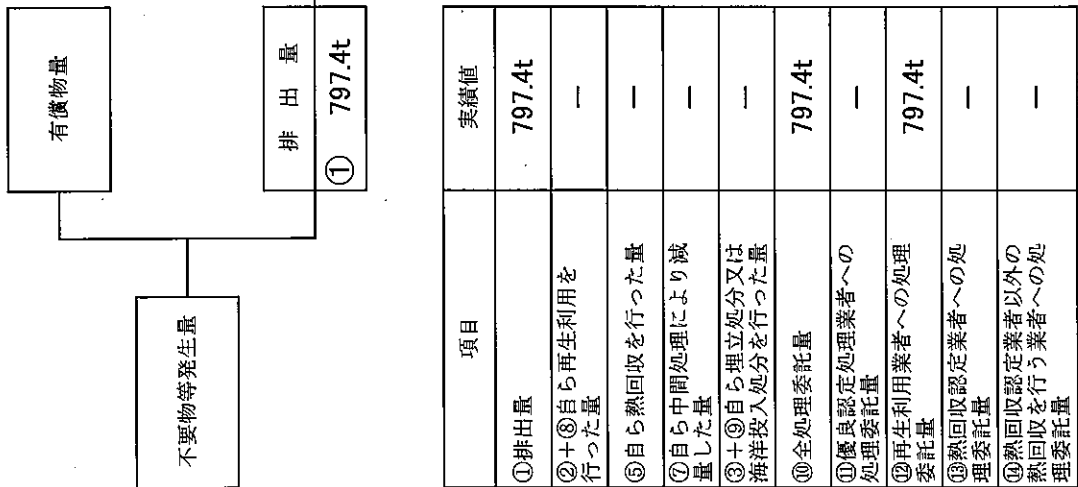 有償物量
不要物等発生量
排出量
① 797.4t
項目
実績値
①排出量
797.4t
②+⑧自ら再生利用を
行った量
－
⑤自ら熱回収を行った量
－
⑦自ら中間処理により減
量した量
－
③+⑨自ら埋立処分又は
海洋投入処分を行った量
－
⑩全処理委託量
797.4t
⑪優良認定処理業者への
処理委託量
－
⑫再生利用業者への処理
委託量
797.4t
⑬熱回収認定業者への処
理委託量
－
⑭熱回収認定業者以外の
熱回収を行う業者への処
理委託量
－